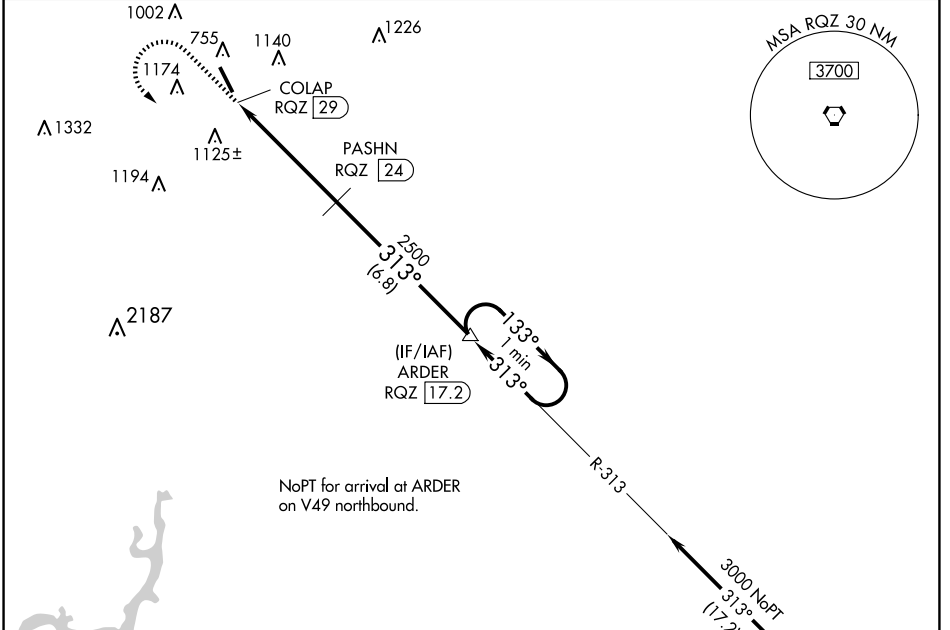 1002
755
1140
1226
1174
COLAP
RQZ 29
1332
1125±
PASHN
RQZ 24
1194
MSA RQZ 30 NM
3700
2500
313°
(6.8)
2187
133°
1 min
313°
(IF/IAF)
ARDER
RQZ 17.2
R-313
NoPT for arrival at ARDER
on V49 northbound.
3000 NoPT
313°
(17.2)